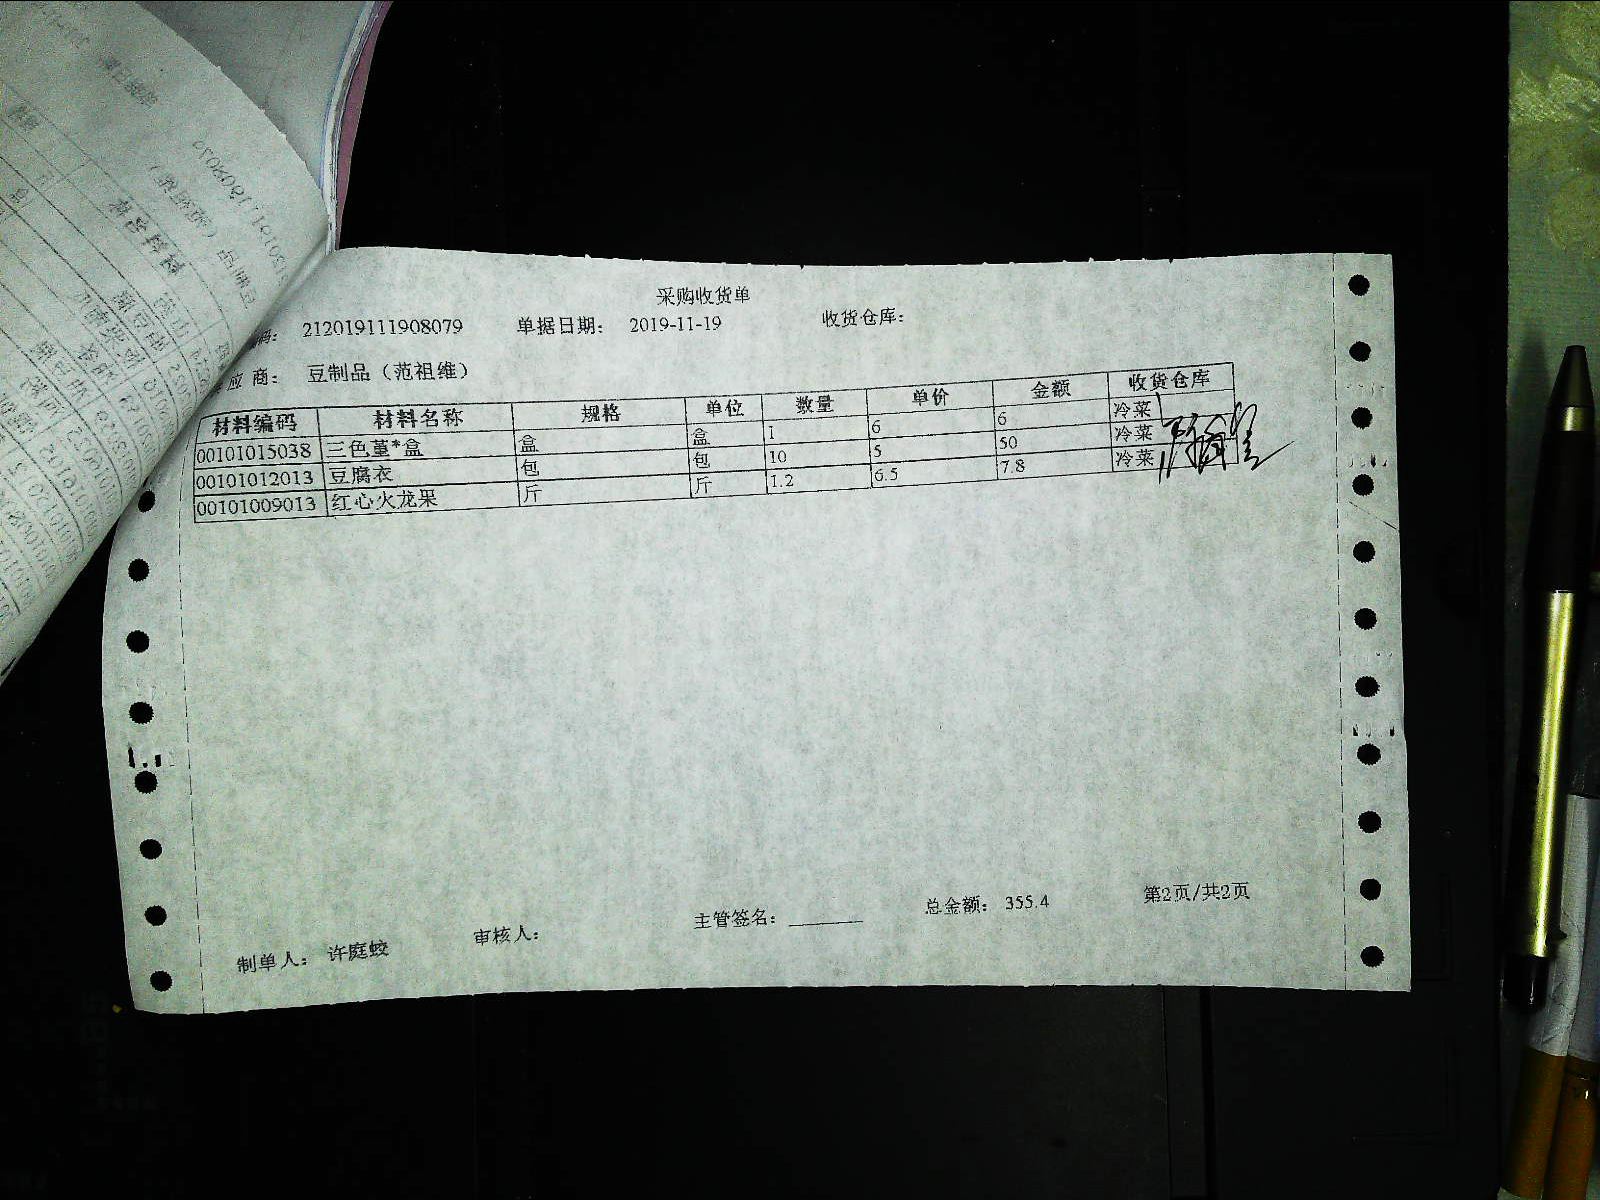 采购收货单
码： 212019111908079 单据日期： 2019-11-19 收货仓库：
应商： 豆制品（范祖维）
材料编码 材料名称 规格 单位 数量 单价 金额 收货仓库
00101015038 三色堇*盒 盒 盒 1 6 6 冷菜
00101012013 豆腐衣 包 包 10 5 50 冷菜
00101009013 红心火龙果 斤 斤 1.2 6.5 7.8 冷菜
制单人： 许庭蛟 审核人： 主管签名：________ 总金额： 355.4 第2页/共2页